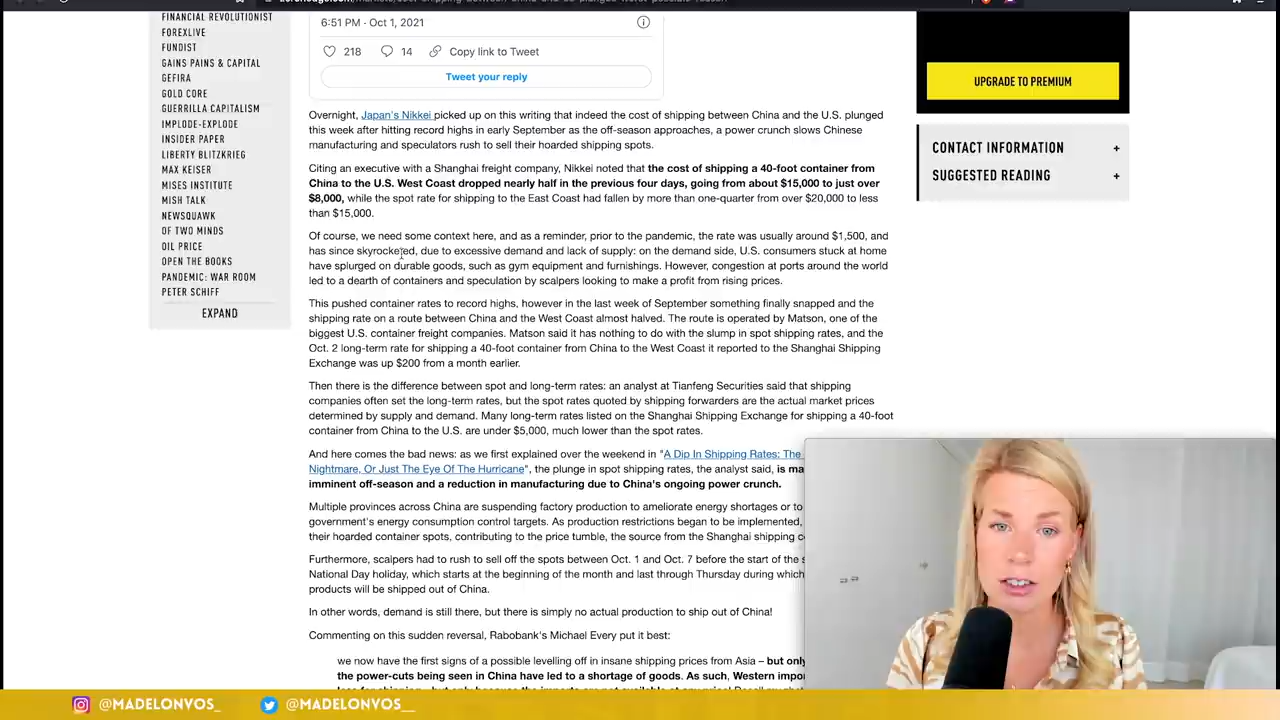 FINANCIAL REVOLUTIONIST
FOREXLIVE
FUNDIST
GAINS PAINS & CAPITAL
GEFIRA
GOLD CORE
GUERRILLA CAPITALISM
IMPLODE-EXPLODE
INSIDER PAPER
LIBERTY BLITZKRIEG
MAX KEISER
MISES INSTITUTE
MISH TALK
NEWSQUAWK
OF TWO MINDS
OIL PRICE
OPEN THE BOOKS
PANDEMIC: WAR ROOM
PETER SCHIFF
EXPAND
6:51 PM · Oct 1, 2021
218 14 Copy link to Tweet
Tweet your reply
Overnight, Japan's Nikkei picked up on this writing that indeed the cost of shipping between China and the U.S. plunged
this week after hitting record highs in early September as the off-season approaches, a power crunch slows Chinese
manufacturing and speculators rush to sell their hoarded shipping spots.
Citing an executive with a Shanghai freight company, Nikkei noted that the cost of shipping a 40-foot container from
China to the U.S. West Coast dropped nearly half in the previous four days, going from about $15,000 to just over
$8,000, while the spot rate for shipping to the East Coast had fallen by more than one-quarter from over $20,000 to less
than $15,000.
Of course, we need some context here, and as a reminder, prior to the pandemic, the rate was usually around $1,500, and
has since skyrocketed, due to excessive demand and lack of supply: on the demand side, U.S. consumers stuck at home
have splurged on durable goods, such as gym equipment and furnishings. However, congestion at ports around the world
led to a dearth of containers and speculation by scalpers looking to make a profit from rising prices.
This pushed container rates to record highs, however in the last week of September something finally snapped and the
shipping rate on a route between China and the West Coast almost halved. The route is operated by Matson, one of the
biggest U.S. container freight companies. Matson said it has nothing to do with the slump in spot shipping rates, and the
Oct. 2 long-term rate for shipping a 40-foot container from China to the West Coast it reported to the Shanghai Shipping
Exchange was up $200 from a month earlier.
Then there is the difference between spot and long-term rates: an analyst at Tianfeng Securities said that shipping
companies often set the long-term rates, but the spot rates quoted by shipping forwarders are the actual market prices
determined by supply and demand. Many long-term rates listed on the Shanghai Shipping Exchange for shipping a 40-foot
container from China to the U.S. are under $5,000, much lower than the spot rates.
And here comes the bad news: as we first explained over the weekend in "A Dip In Shipping Rates: The
Nightmare, Or Just The Eye Of The Hurricane", the plunge in spot shipping rates, the analyst said, is
imminent off-season and a reduction in manufacturing due to China's ongoing power crunch.
Multiple provinces across China are suspending factory production to ameliorate energy shortages or to
government's energy consumption control targets. As production restrictions began to be implemented,
their hoarded container spots, contributing to the price tumble, the source from the Shanghai shipping
Furthermore, scalpers had to rush to sell off the spots between Oct. 1 and Oct. 7 before the start of the
National Day holiday, which starts at the beginning of the month and last through Thursday during which
products will be shipped out of China.
In other words, demand is still there, but there is simply no actual production to ship out of China!
Commenting on this sudden reversal, Rabobank's Michael Every put it best:
we now have the first signs of a possible levelling off in insane shipping prices from Asia – but only
the power-cuts being seen in China have led to a shortage of goods. As such, Western
UPGRADE TO PREMIUM
CONTACT INFORMATION +
SUGGESTED READING +
@MADELONVOS_ @MADELONVOS__